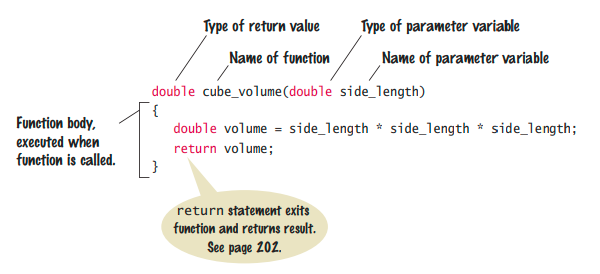 Type of return value
Type of parameter variable
Name of function
Name of parameter variable
double cube_volume(double side_length)
{
double volume = side_length * side_length * side_length;
return volume;
}
Function body,
executed when
function is called.
return statement exits
function and returns result.
See page 202.